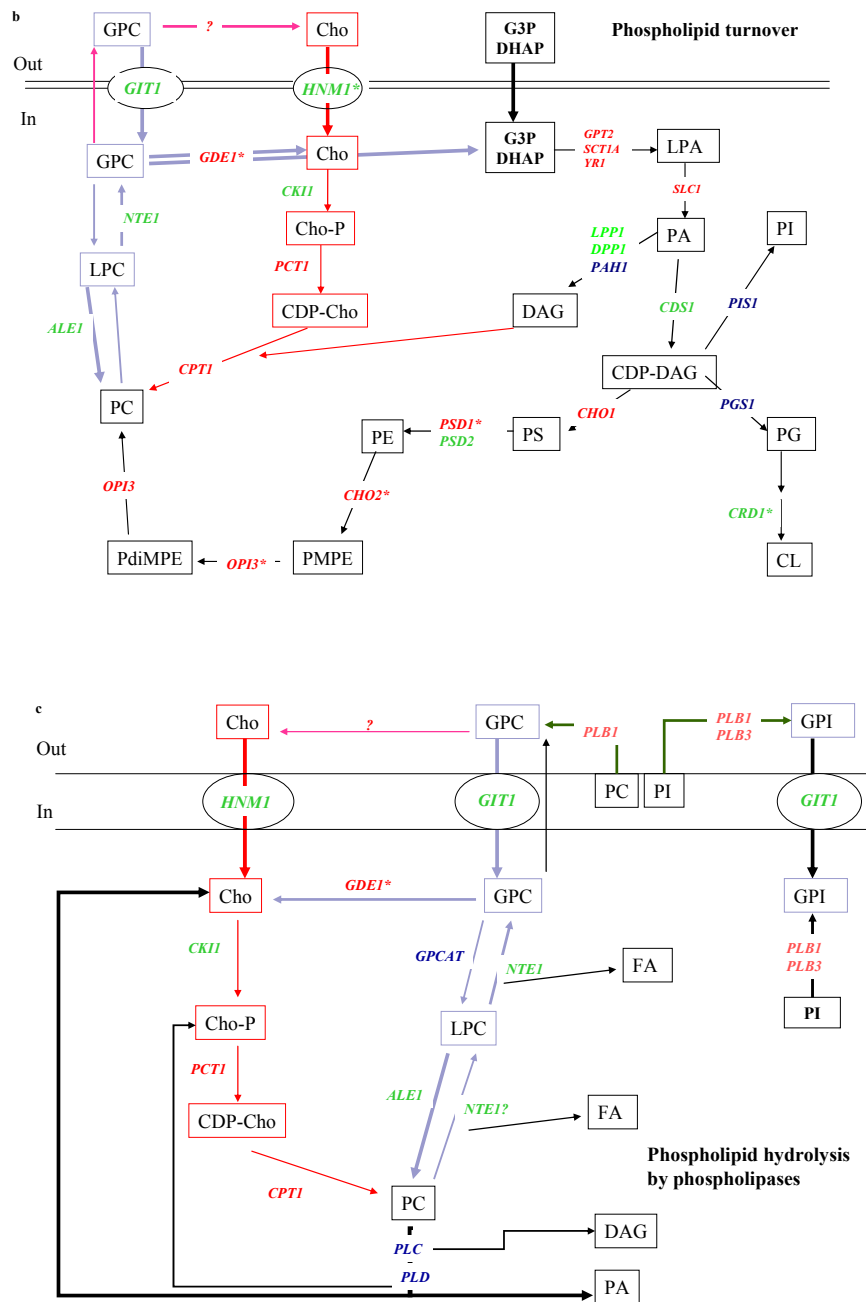 b
GPC
?
Cho
G3P
DHAP
Phospholipid turnover
Out
GIT1
HNM1*
In
GPC
GDE1*
Cho
G3P
DHAP
GPT2
SCT1A
YR1
LPA
CKI1
SLC1
NTE1
Cho-P
LPP1
DPP1
PAH1
PA
PI
LPC
PCT1
CDP-Cho
DAG
CDS1
PIS1
ALE1
CPT1
CDP-DAG
PC
PE
PSD1*
PSD2
PS
CHO1
PGS1
PG
OPI3
CHO2*
CRD1*
PdiMPE
OPI3*
PMPE
CL
c
Cho
?
GPC
PLB1
PLB1
PLB3
GPI
Out
PC
PI
HNM1
GIT1
GIT1
In
Cho
GDE1*
GPC
GPI
CKI1
GPCAT
NTE1
FA
PLB1
PLB3
Cho-P
LPC
PI
PCT1
ALE1
NTE1?
FA
CDP-Cho
Phospholipid hydrolysis
by phospholipases
CPT1
PC
PLC
DAG
PLD
PA